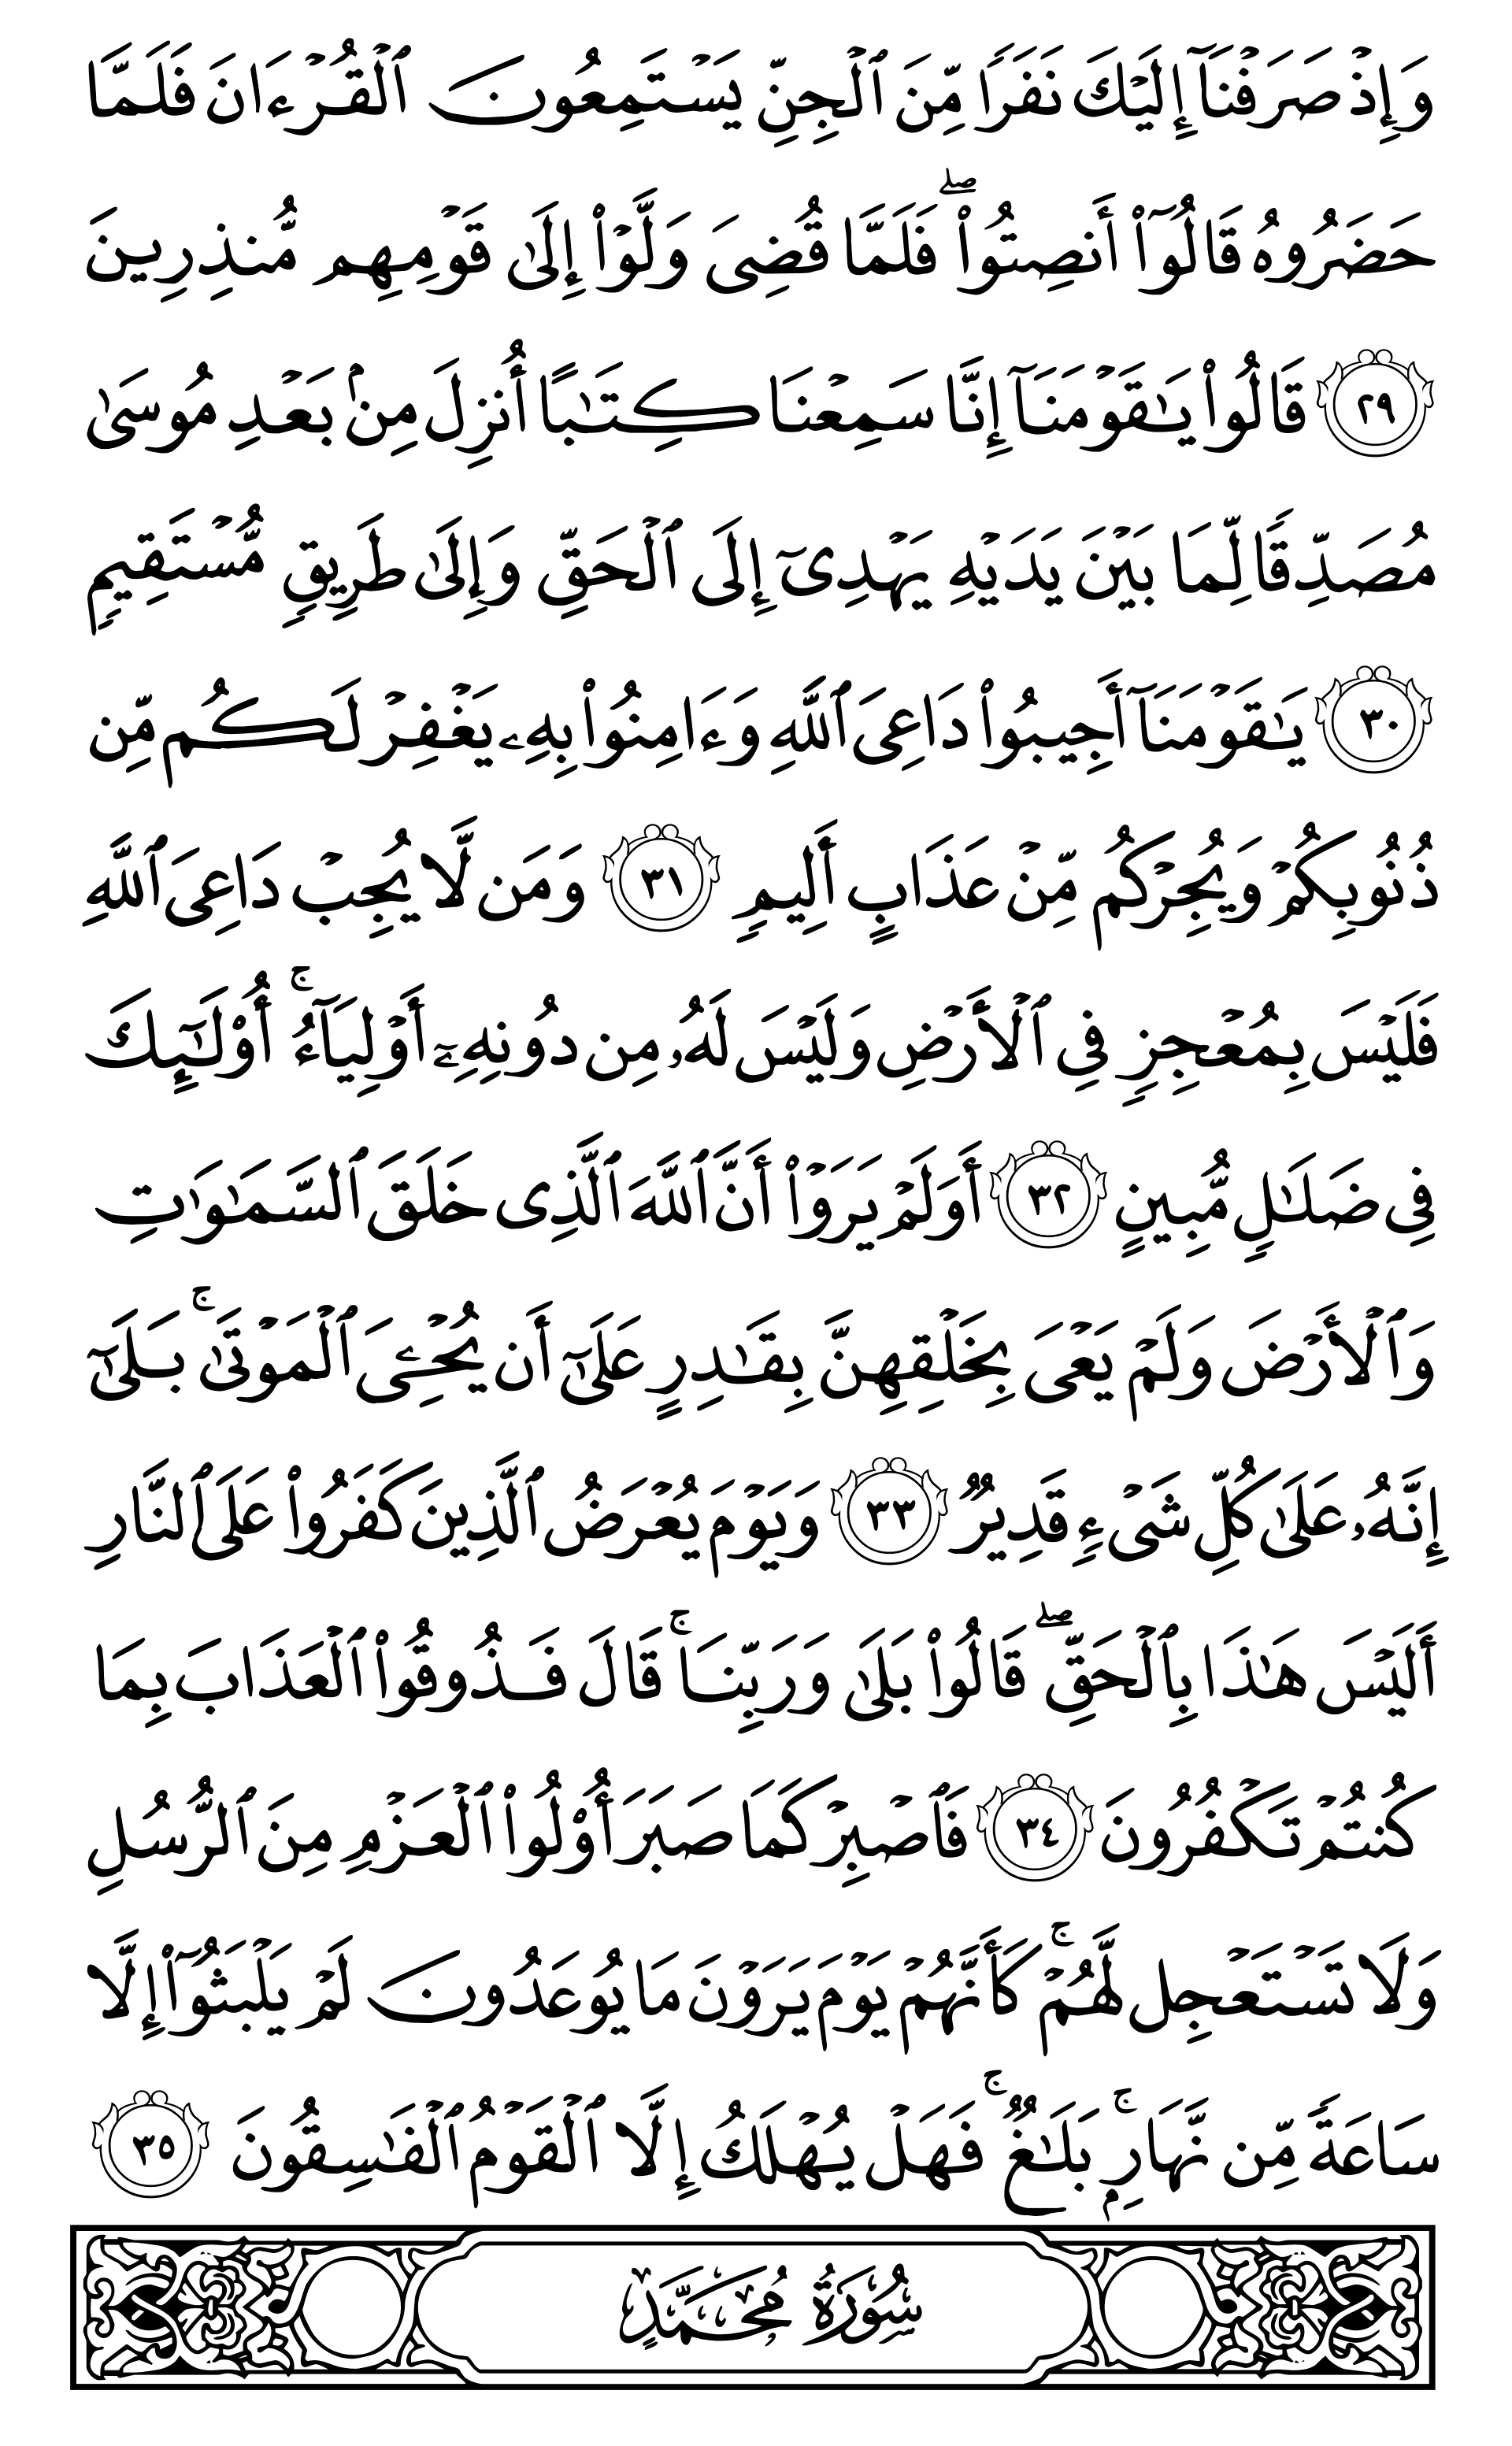 وَإِذۡ صَرَفۡنَآ إِلَيۡكَ نَفَرٗا مِّنَ ٱلۡجِنِّ يَسۡتَمِعُونَ ٱلۡقُرۡءَانَ فَلَمَّا
حَضَرُوهُ قَالُوٓاْ أَنصِتُواْۖ فَلَمَّا قُضِيَ وَلَّوۡاْ إِلَىٰ قَوۡمِهِم مُّنذِرِينَ
٢٩ قَالُواْ يَٰقَوۡمَنَآ إِنَّا سَمِعۡنَا كِتَٰبًا أُنزِلَ مِنۢ بَعۡدِ مُوسَىٰ
مُصَدِّقٗا لِّمَا بَيۡنَ يَدَيۡهِ يَهۡدِيٓ إِلَى ٱلۡحَقِّ وَإِلَىٰ طَرِيقٖ مُّسۡتَقِيمٖ
٣٠ يَٰقَوۡمَنَآ أَجِيبُواْ دَاعِيَ ٱللَّهِ وَءَامِنُواْ بِهِۦ يَغۡفِرۡ لَكُم مِّن
ذُنُوبِكُمۡ وَيُجِرۡكُم مِّنۡ عَذَابٍ أَلِيمٖ ٣١ وَمَن لَّا يُجِبۡ دَاعِيَ ٱللَّهِ
فَلَيۡسَ بِمُعۡجِزٖ فِي ٱلۡأَرۡضِ وَلَيۡسَ لَهُۥ مِن دُونِهِۦٓ أَوۡلِيَآءُۚ أُوْلَٰٓئِكَ
فِي ضَلَٰلٖ مُّبِينٍ ٣٢ أَوَلَمۡ يَرَوۡاْ أَنَّ ٱللَّهَ ٱلَّذِي خَلَقَ ٱلسَّمَٰوَٰتِ
وَٱلۡأَرۡضَ وَلَمۡ يَعۡيَ بِخَلۡقِهِنَّ بِقَٰدِرٍ عَلَىٰٓ أَن يُحۡـِۧيَ ٱلۡمَوۡتَىٰۚ بَلَىٰٓ
إِنَّهُۥ عَلَىٰ كُلِّ شَيۡءٖ قَدِيرٞ ٣٣ وَيَوۡمَ يُعۡرَضُ ٱلَّذِينَ كَفَرُواْ عَلَى ٱلنَّارِ
أَلَيۡسَ هَٰذَا بِٱلۡحَقِّۖ قَالُواْ بَلَىٰ وَرَبِّنَاۚ قَالَ فَذُوقُواْ ٱلۡعَذَابَ بِمَا
كُنتُمۡ تَكۡفُرُونَ ٣٤ فَٱصۡبِرۡ كَمَا صَبَرَ أُوْلُواْ ٱلۡعَزۡمِ مِنَ ٱلرُّسُلِ
وَلَا تَسۡتَعۡجِل لَّهُمۡۚ كَأَنَّهُمۡ يَوۡمَ يَرَوۡنَ مَا يُوعَدُونَ لَمۡ يَلۡبَثُوٓاْ إِلَّا
سَاعَةٗ مِّن نَّهَارِۭۚ بَلَٰغٞۚ فَهَلۡ يُهۡلَكُ إِلَّا ٱلۡقَوۡمُ ٱلۡفَٰسِقُونَ ٣٥
سُورَةُ مُحَمَّدٍ